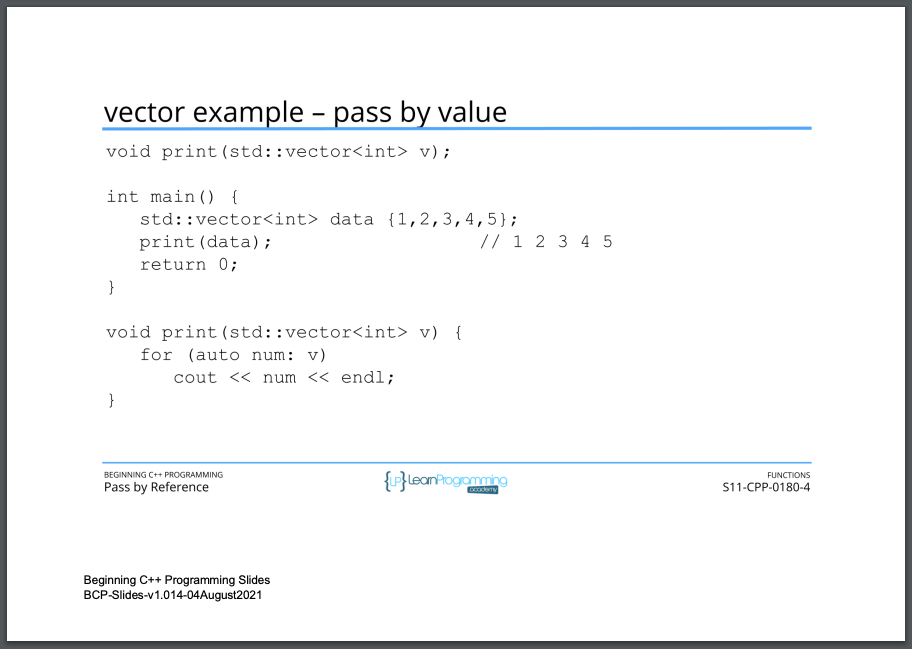 vector example – pass by value
void print(std::vector<int> v);
int main() {
std::vector<int> data {1,2,3,4,5};
print(data); // 1 2 3 4 5
return 0;
}
void print(std::vector<int> v) {
for (auto num: v)
cout << num << endl;
}
BEGINNING C++ PROGRAMMING
Pass by Reference
{LP} LearnProgramming
academy
FUNCTIONS
S11-CPP-0180-4
Beginning C++ Programming Slides
BCP-Slides-v1.014-04August2021